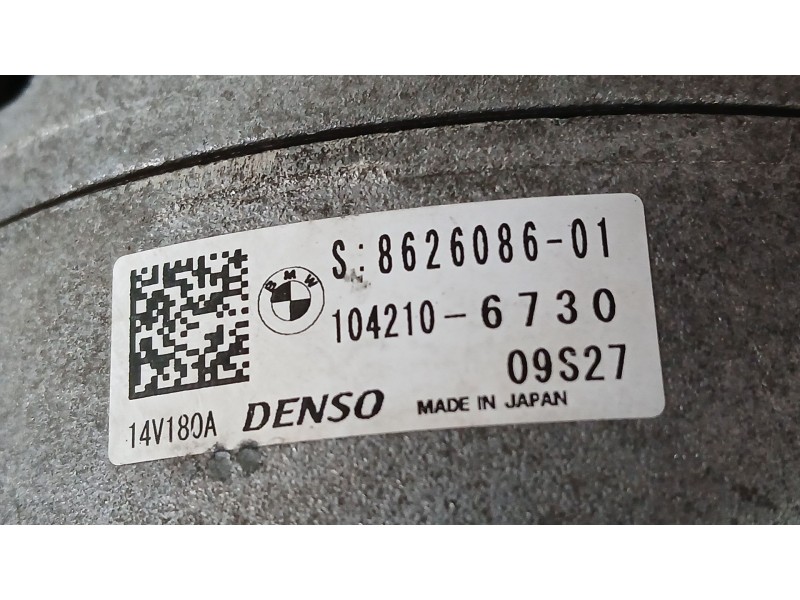 S:8626086-01
BMW
104210-6730
09S27
14V180A DENSO MADE IN JAPAN